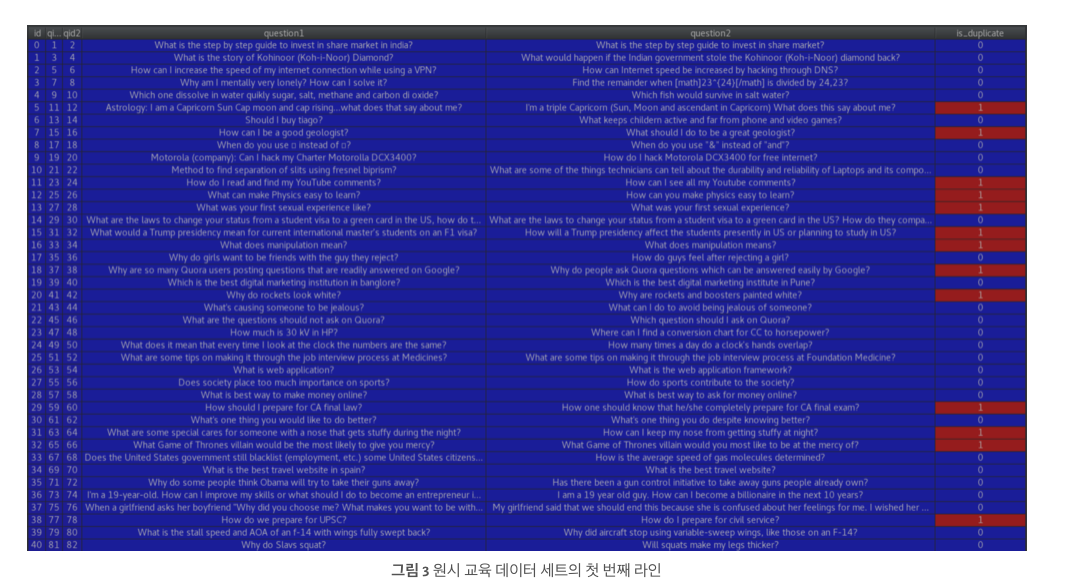 id qi... qid2 question1 question2 is_duplicate
0 1 2 What is the step by step guide to invest in share market in india? What is the step by step guide to invest in share market? 0
1 3 4 What is the story of Kohinoor (Koh-i-Noor) Diamond? What would happen if the Indian government stole the Kohinoor (Koh-i-Noor) diamond back? 0
2 5 6 How can I increase the speed of my internet connection while using a VPN? How can Internet speed be increased by hacking through DNS? 0
3 7 8 Why am I mentally very lonely? How can I solve it? Find the remainder when [math]23^{24}[/math] is divided by 24,23? 0
4 9 10 Which one dissolve in water quikly sugar, salt, methane and carbon di oxide? Which fish would survive in salt water? 0
5 11 12 Astrology: I am a Capricorn Sun Cap moon and cap rising...what does that say about me? I'm a triple Capricorn (Sun, Moon and ascendant in Capricorn) What does this say about me? 1
6 13 14 Should I buy tiago? What keeps childern active and far from phone and video games? 0
7 15 16 How can I be a good geologist? What should I do to be a great geologist? 1
8 17 18 When do you use □ instead of □? When do you use "&" instead of "and"? 0
9 19 20 Motorola (company): Can I hack my Charter Motorolla DCX3400? How do I hack Motorola DCX3400 for free internet? 0
10 21 22 Method to find separation of slits using fresnel biprism? What are some of the things technicians can tell about the durability and reliability of Laptops and its compo... 0
11 23 24 How do I read and find my YouTube comments? How can I see all my Youtube comments? 1
12 25 26 What can make Physics easy to learn? How can you make physics easy to learn? 1
13 27 28 What was your first sexual experience like? What was your first sexual experience? 1
14 29 30 What are the laws to change your status from a student visa to a green card in the US, how do t... What are the laws to change your status from a student visa to a green card in the US? How do they compa... 0
15 31 32 What would a Trump presidency mean for current international master's students on an F1 visa? How will a Trump presidency affect the students presently in US or planning to study in US? 1
16 33 34 What does manipulation mean? What does manipulation means? 1
17 35 36 Why do girls want to be friends with the guy they reject? How do guys feel after rejecting a girl? 0
18 37 38 Why are so many Quora users posting questions that are readily answered on Google? Why do people ask Quora questions which can be answered easily by Google? 1
19 39 40 Which is the best digital marketing institution in banglore? Which is the best digital marketing institute in Pune? 0
20 41 42 Why do rockets look white? Why are rockets and boosters painted white? 1
21 43 44 What's causing someone to be jealous? What can I do to avoid being jealous of someone? 0
22 45 46 What are the questions should not ask on Quora? Which question should I ask on Quora? 0
23 47 48 How much is 30 kV in HP? Where can I find a conversion chart for CC to horsepower? 0
24 49 50 What does it mean that every time I look at the clock the numbers are the same? How many times a day do a clock's hands overlap? 0
25 51 52 What are some tips on making it through the job interview process at Medicines? What are some tips on making it through the job interview process at Foundation Medicine? 0
26 53 54 What is web application? What is the web application framework? 0
27 55 56 Does society place too much importance on sports? How do sports contribute to the society? 0
28 57 58 What is best way to make money online? What is best way to ask for money online? 0
29 59 60 How should I prepare for CA final law? How one should know that he/she completely prepare for CA final exam? 1
30 61 62 What's one thing you would like to do better? What's one thing you do despite knowing better? 0
31 63 64 What are some special cares for someone with a nose that gets stuffy during the night? How can I keep my nose from getting stuffy at night? 1
32 65 66 What Game of Thrones villain would be the most likely to give you mercy? What Game of Thrones villain would you most like to be at the mercy of? 1
33 67 68 Does the United States government still blacklist (employment, etc.) some United States citizens... How is the average speed of gas molecules determined? 0
34 69 70 What is the best travel website in spain? What is the best travel website? 0
35 71 72 Why do some people think Obama will try to take their guns away? Has there been a gun control initiative to take away guns people already own? 0
36 73 74 I'm a 19-year-old. How can I improve my skills or what should I do to become an entrepreneur i... I am a 19 year old guy. How can I become a billionaire in the next 10 years? 0
37 75 76 When a girlfriend asks her boyfriend "Why did you choose me? What makes you want to be with... My girlfriend said that we should end this because she is confused about her feelings for me. I wished her ... 0
38 77 78 How do we prepare for UPSC? How do I prepare for civil service? 1
39 79 80 What is the stall speed and AOA of an f-14 with wings fully swept back? Why did aircraft stop using variable-sweep wings, like those on an F-14? 0
40 81 82 Why do Slavs squat? Will squats make my legs thicker? 0
그림 3 원시 교육 데이터 세트의 첫 번째 라인